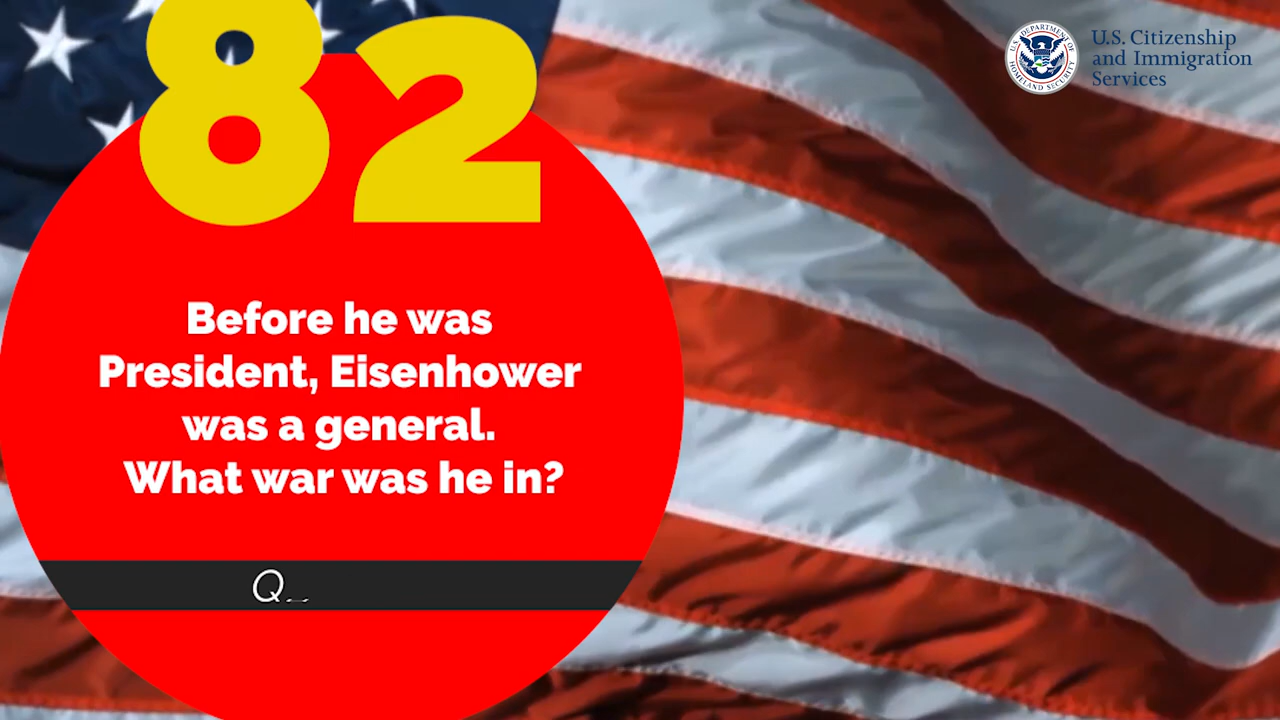 82
U.S. Citizenship
and Immigration
Services
Before he was
President, Eisenhower
was a general.
What war was he in?
Q